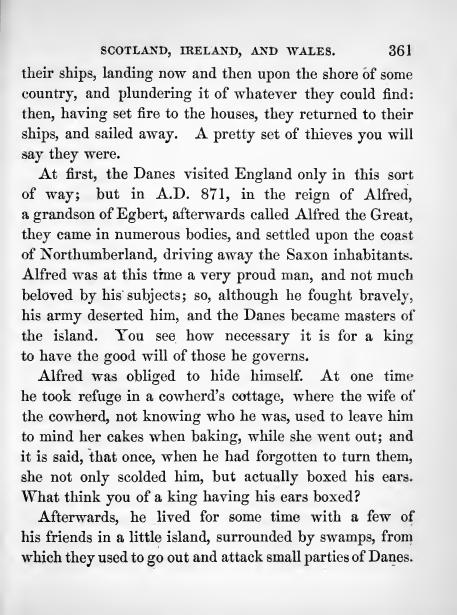 SCOTLAND, IRELAND, AND WALES. 361
their ships, landing now and then upon the shore of some
country, and plundering it of whatever they could find:
then, having set fire to the houses, they returned to their
ships, and sailed away. A pretty set of thieves you will
say they were.
At first, the Danes visited England only in this sort
of way; but in A.D. 871, in the reign of Alfred,
a grandson of Egbert, afterwards called Alfred the Great,
they came in numerous bodies, and settled upon the coast
of Northumberland, driving away the Saxon inhabitants.
Alfred was at this time a very proud man, and not much
beloved by his subjects; so, although he fought bravely,
his army deserted him, and the Danes became masters of
the island. You see how necessary it is for a king
to have the good will of those he governs.
Alfred was obliged to hide himself. At one time
he took refuge in a cowherd's cottage, where the wife of
the cowherd, not knowing who he was, used to leave him
to mind her cakes when baking, while she went out; and
it is said, that once, when he had forgotten to turn them,
she not only scolded him, but actually boxed his ears.
What think you of a king having his ears boxed?
Afterwards, he lived for some time with a few of
his friends in a little island, surrounded by swamps, from
which they used to go out and attack small parties of Danes.